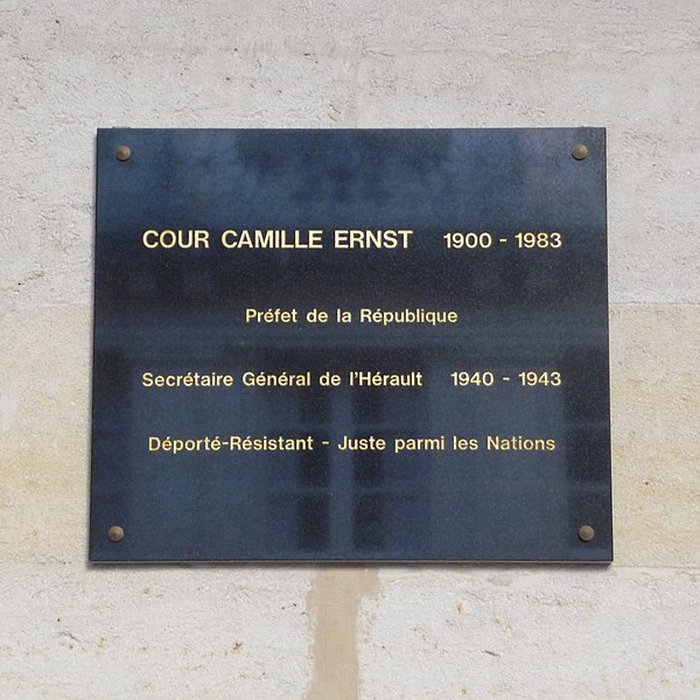 COUR CAMILLE ERNST 1900 - 1983
Préfet de la République
Secrétaire Général de l'Hérault 1940 - 1943
Déporté-Résistant - Juste parmi les Nations